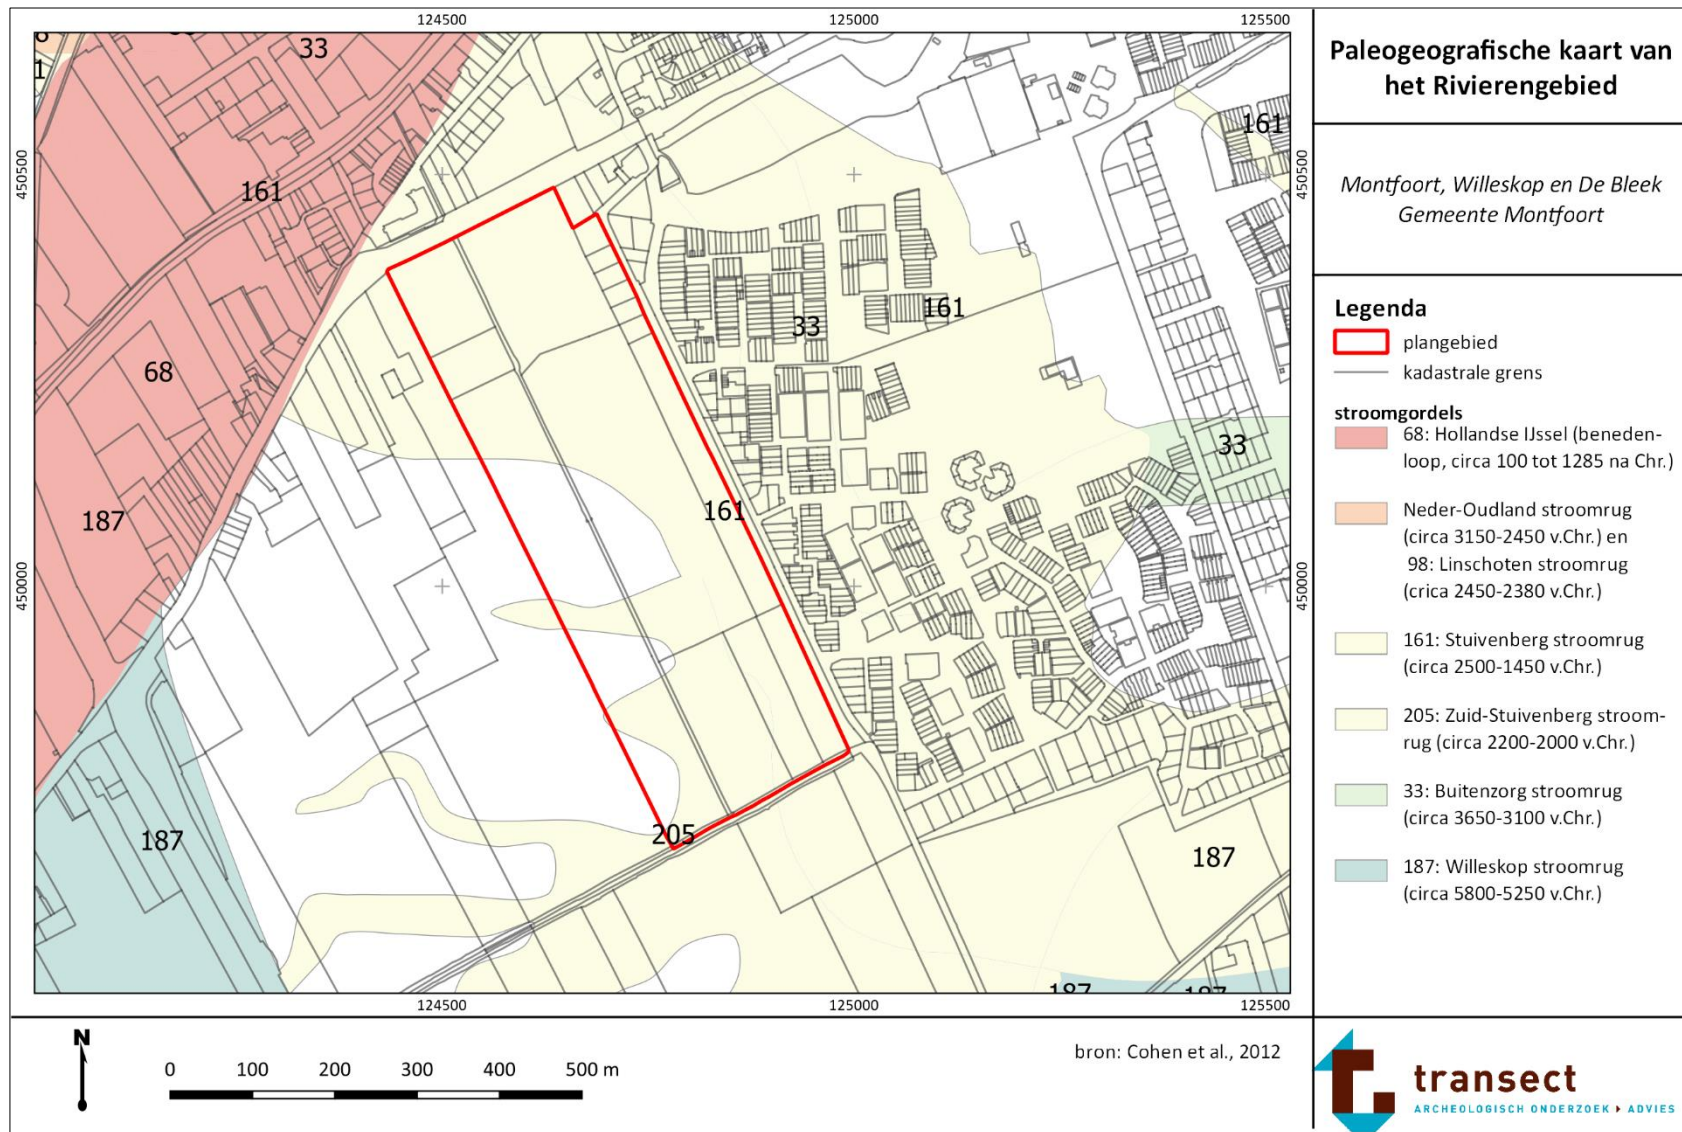 124500
125000
125500
450500
450500
450000
450000
33
161
161
161
33
68
33
187
161
205
187
187
187
124500
125000
125500
Paleogeografische kaart van
het Rivierengebied
Montfoort, Willeskop en De Bleek
Gemeente Montfoort
Legenda
plangebied
kadastrale grens
stroomgordels
68: Hollandse IJssel (beneden-
loop, circa 100 tot 1285 na Chr.)
Neder-Oudland stroomrug
(circa 3150-2450 v.Chr.) en
98: Linschoten stroomrug
(crica 2450-2380 v.Chr.)
161: Stuivenberg stroomrug
(circa 2500-1450 v.Chr.)
205: Zuid-Stuivenberg stroom-
rug (circa 2200-2000 v.Chr.)
33: Buitenzorg stroomrug
(circa 3650-3100 v.Chr.)
187: Willeskop stroomrug
(circa 5800-5250 v.Chr.)
N
0 100 200 300 400 500 m
bron: Cohen et al., 2012
transect
ARCHEOLOGISCH ONDERZOEK ▸ ADVIES